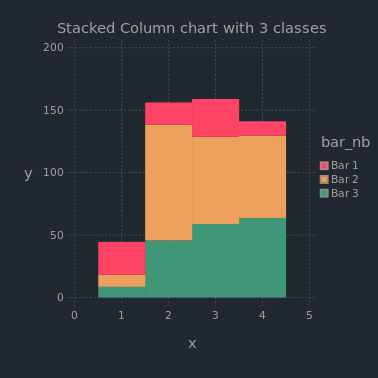 Stacked Column chart with 3 classes
200
150
100
50
0
y
0 1 2 3 4 5
x
bar_nb
Bar 1
Bar 2
Bar 3